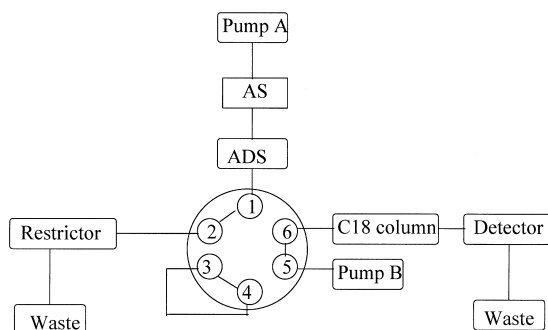 Pump A
AS
ADS
1
2
6
Restrictor
C18 column
Detector
3
5
Pump B
4
Waste
Waste